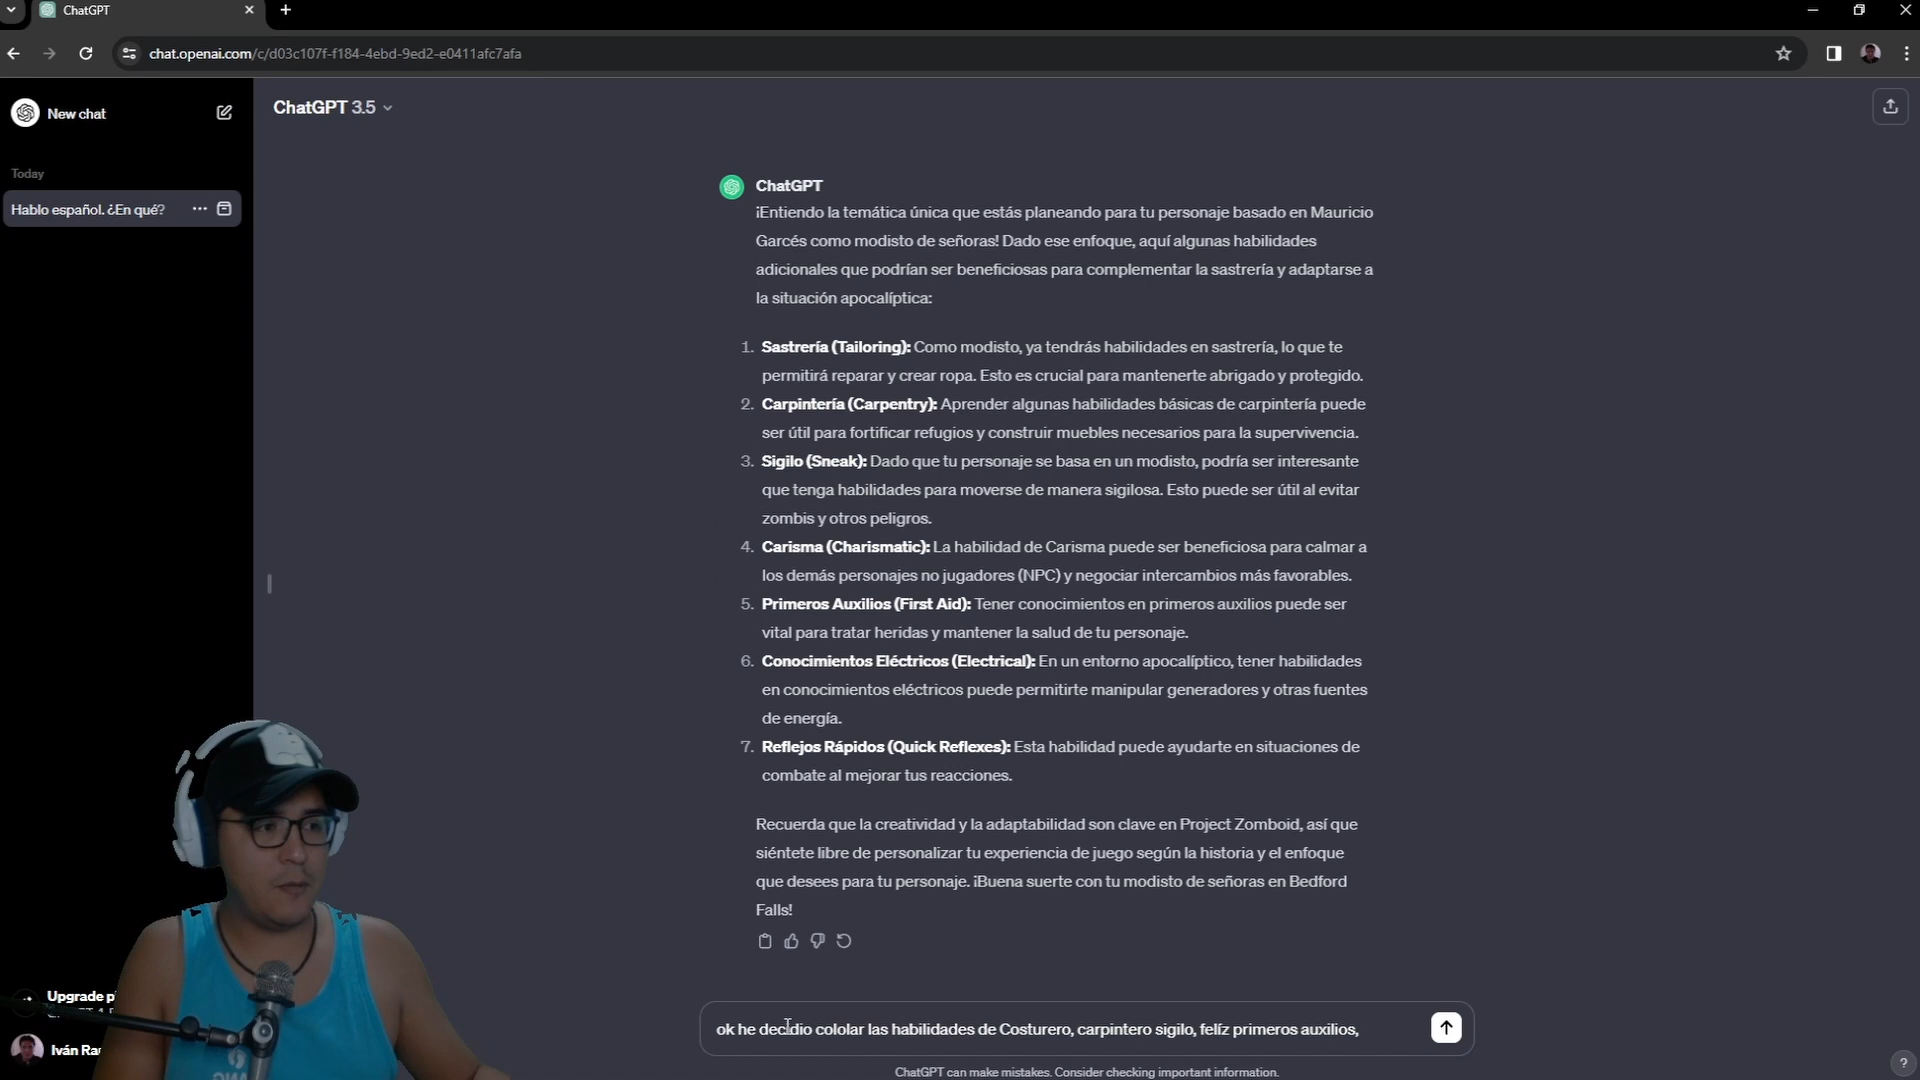 ChatGPT
chat.openai.com/c/d03c107f-f184-4ebd-9ed2-e0411afc7afa
New chat
ChatGPT 3.5
Today
Hablo español. ¿En qué?
ChatGPT
¡Entiendo la temática única que estás planeando para tu personaje basado en Mauricio
Garcés como modisto de señoras! Dado ese enfoque, aquí algunas habilidades
adicionales que podrían ser beneficiosas para complementar la sastrería y adaptarse a
la situación apocalíptica:
1. Sastrería (Tailoring): Como modisto, ya tendrás habilidades en sastrería, lo que te
permitirá reparar y crear ropa. Esto es crucial para mantenerte abrigado y protegido.
2. Carpintería (Carpentry): Aprender algunas habilidades básicas de carpintería puede
ser útil para fortificar refugios y construir muebles necesarios para la supervivencia.
3. Sigilo (Sneak): Dado que tu personaje se basa en un modisto, podría ser interesante
que tenga habilidades para moverse de manera sigilosa. Esto puede ser útil al evitar
zombis y otros peligros.
4. Carisma (Charismatic): La habilidad de Carisma puede ser beneficiosa para calmar a
los demás personajes no jugadores (NPC) y negociar intercambios más favorables.
5. Primeros Auxilios (First Aid): Tener conocimientos en primeros auxilios puede ser
vital para tratar heridas y mantener la salud de tu personaje.
6. Conocimientos Eléctricos (Electrical): En un entorno apocalíptico, tener habilidades
en conocimientos eléctricos puede permitirte manipular generadores y otras fuentes
de energía.
7. Reflejos Rápidos (Quick Reflexes): Esta habilidad puede ayudarte en situaciones de
combate al mejorar tus reacciones.
Recuerda que la creatividad y la adaptabilidad son clave en Project Zomboid, así que
siéntete libre de personalizar tu experiencia de juego según la historia y el enfoque
que desees para tu personaje. ¡Buena suerte con tu modisto de señoras en Bedford
Falls!
Upgrade
Iván
ok he decidio cololar las habilidades de Costurero, carpintero sigilo, felíz primeros auxilios,
ChatGPT can make mistakes. Consider checking important information.
?